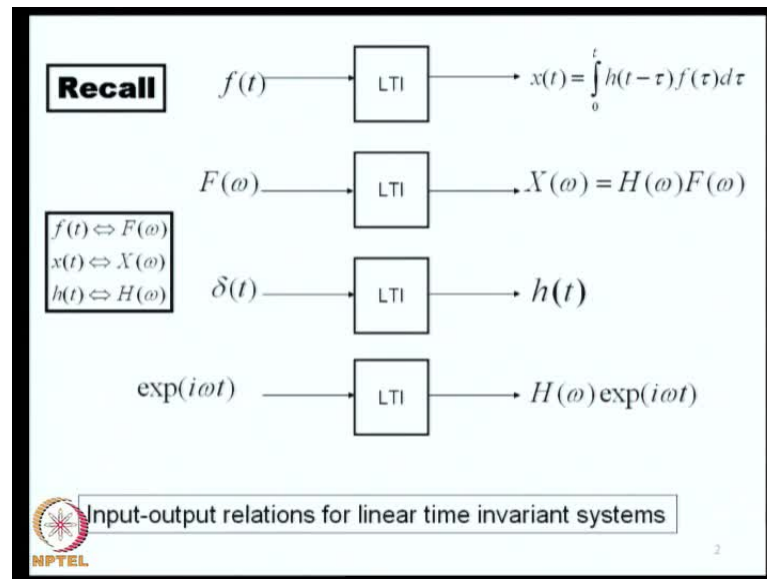 Recall
f(t) LTI x(t) = ∫₀ᵗ h(t − τ) f(τ)dτ
F(ω) LTI X(ω) = H(ω)F(ω)
f(t) ⇔ F(ω)
x(t) ⇔ X(ω)
h(t) ⇔ H(ω)
δ(t) LTI h(t)
exp(iωt) LTI H(ω)exp(iωt)
Input-output relations for linear time invariant systems
NPTEL
2